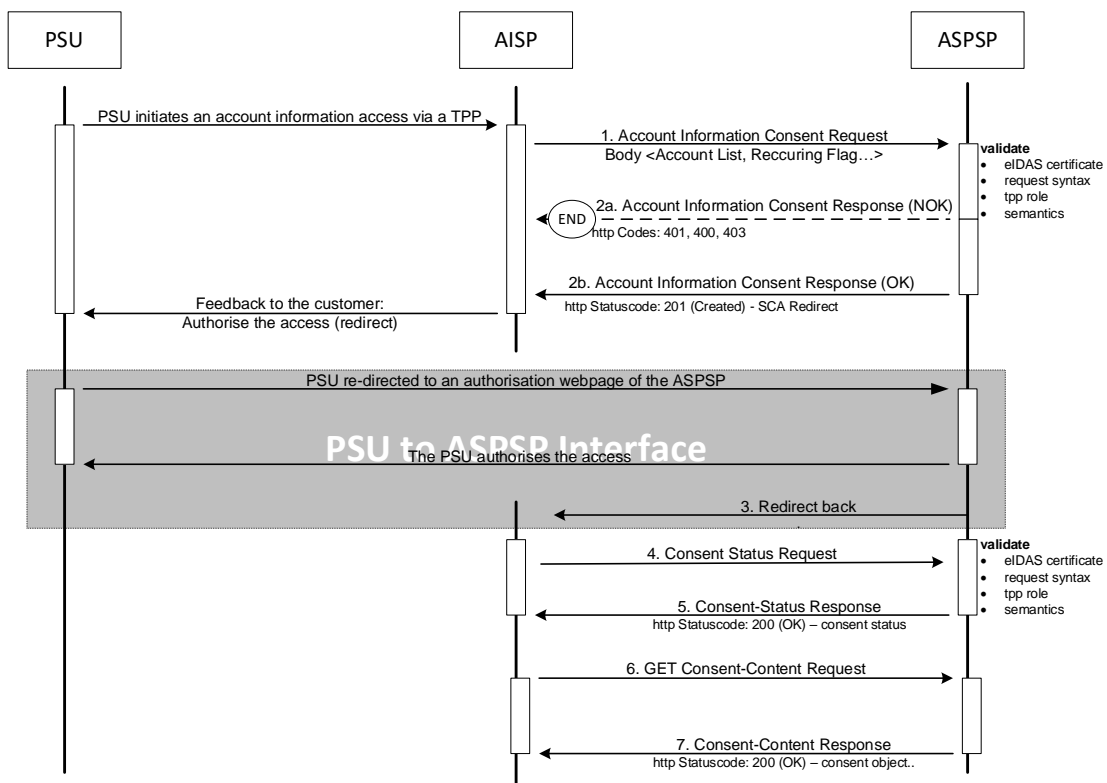 PSU
AISP
ASPSP
PSU initiates an account information access via a TPP
1. Account Information Consent Request
Body <Account List, Reccuring Flag…>
validate
• eIDAS certificate
• request syntax
• tpp role
• semantics
2a. Account Information Consent Response (NOK)
END
http Codes: 401, 400, 403
2b. Account Information Consent Response (OK)
http Statuscode: 201 (Created) - SCA Redirect
Feedback to the customer:
Authorise the access (redirect)
PSU re-directed to an authorisation webpage of the ASPSP
PSU to ASPSP Interface
The PSU authorises the access
3. Redirect back
.
validate
• eIDAS certificate
• request syntax
• tpp role
• semantics
4. Consent Status Request
5. Consent-Status Response
http Statuscode: 200 (OK) – consent status
6. GET Consent-Content Request
7. Consent-Content Response
http Statuscode: 200 (OK) – consent object..